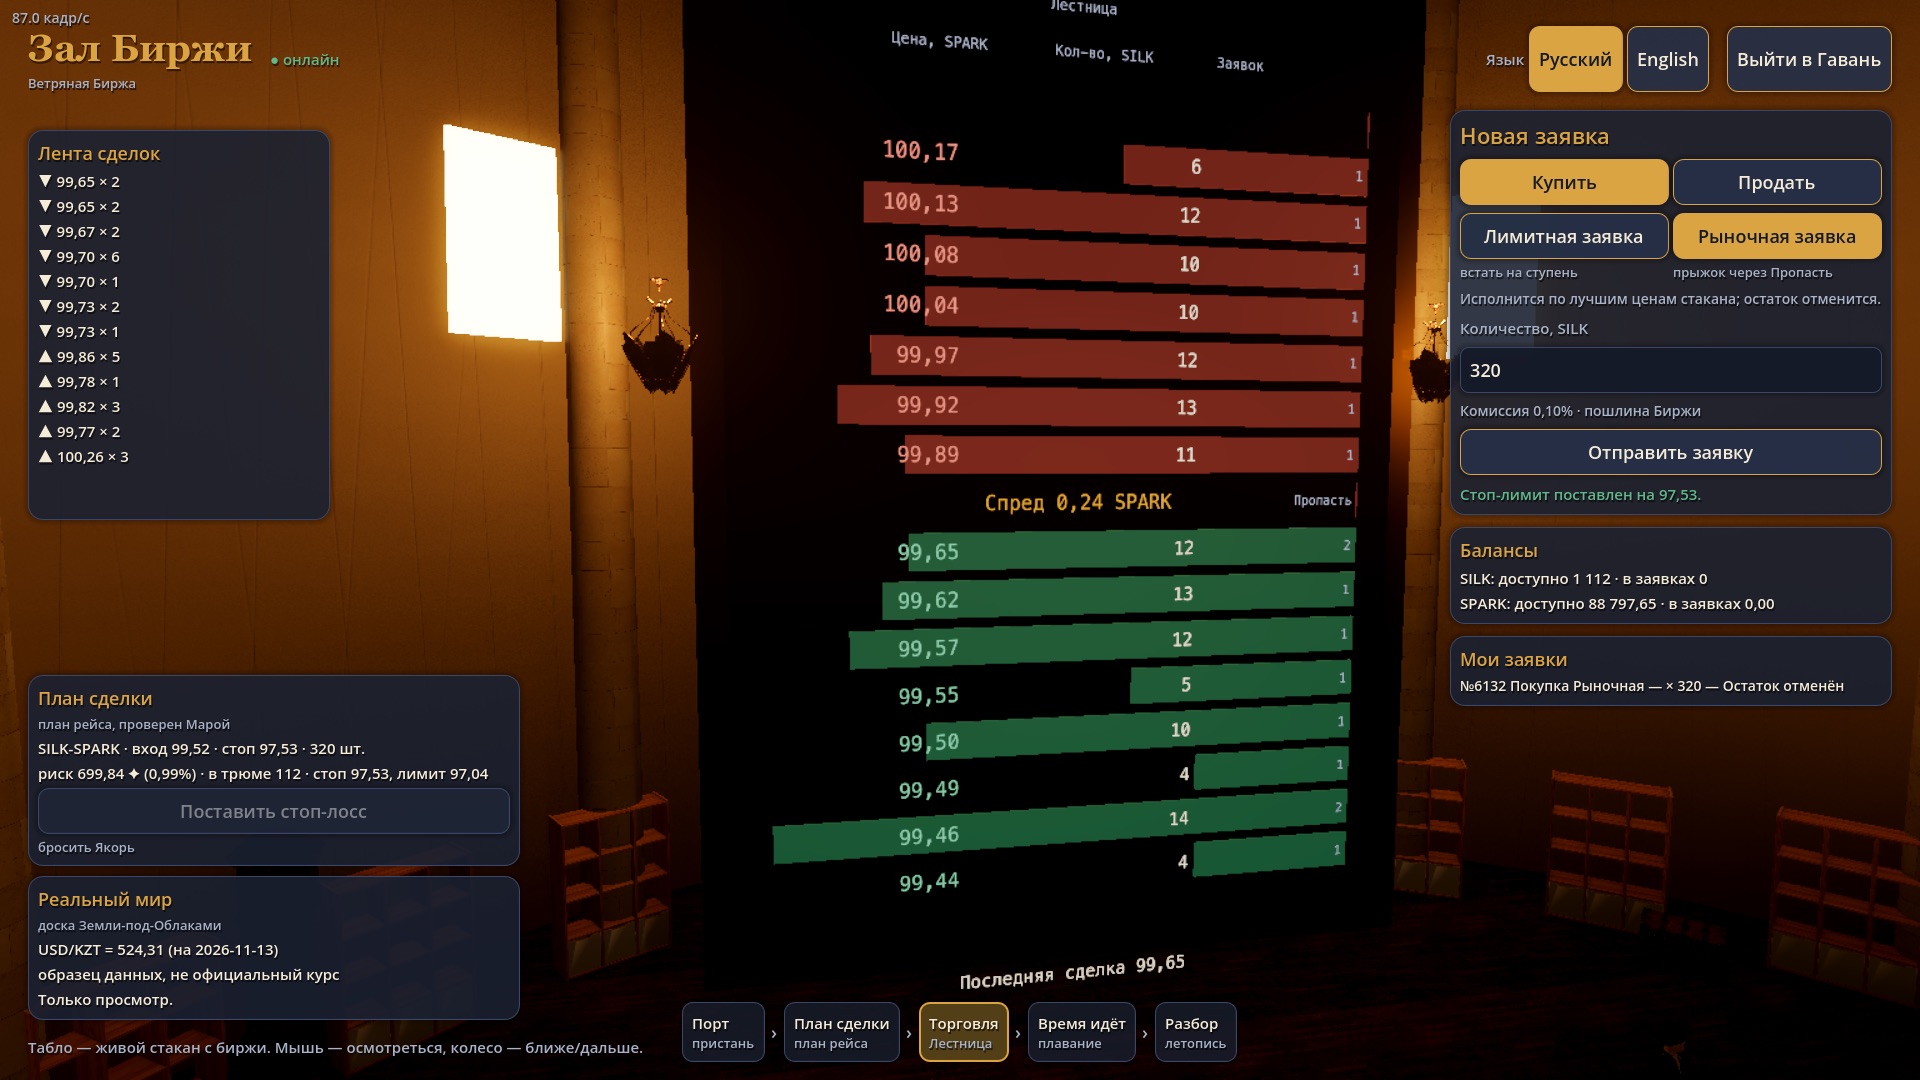 87.0 кадр/с
Зал Биржи
● онлайн
Ветряная Биржа
Лента сделок
▼ 99,65 × 2
▼ 99,65 × 2
▼ 99,67 × 2
▼ 99,70 × 6
▼ 99,70 × 1
▼ 99,73 × 2
▼ 99,73 × 1
▲ 99,86 × 5
▲ 99,78 × 1
▲ 99,82 × 3
▲ 99,77 × 2
▲ 100,26 × 3
План сделки
план рейса, проверен Марой
SILK-SPARK · вход 99,52 · стоп 97,53 · 320 шт.
риск 699,84 ✦ (0,99%) · в трюме 112 · стоп 97,53, лимит 97,04
Поставить стоп-лосс
бросить Якорь
Реальный мир
доска Земли-под-Облаками
USD/KZT = 524,31 (на 2026-11-13)
образец данных, не официальный курс
Только просмотр.
Табло — живой стакан с биржи. Мышь — осмотреться, колесо — ближе/дальше.
Лестница
Цена, SPARK Кол-во, SILK Заявок
100,17 6 1
100,13 12 1
100,08 10 1
100,04 10 1
99,97 12 1
99,92 13 1
99,89 11 1
Спред 0,24 SPARK Пропасть
99,65 12 2
99,62 13 1
99,57 12 1
99,55 5 1
99,50 10 1
99,49 4 1
99,46 14 2
99,44 4 1
Последняя сделка 99,65
Порт › План сделки › Торговля › Время идёт › Разбор
пристань план рейса Лестница плавание летопись
Язык Русский English Выйти в Гавань
Новая заявка
Купить Продать
Лимитная заявка Рыночная заявка
встать на ступень прыжок через Пропасть
Исполнится по лучшим ценам стакана; остаток отменится.
Количество, SILK
320
Комиссия 0,10% · пошлина Биржи
Отправить заявку
Стоп-лимит поставлен на 97,53.
Балансы
SILK: доступно 1 112 · в заявках 0
SPARK: доступно 88 797,65 · в заявках 0,00
Мои заявки
№6132 Покупка Рыночная — × 320 — Остаток отменён